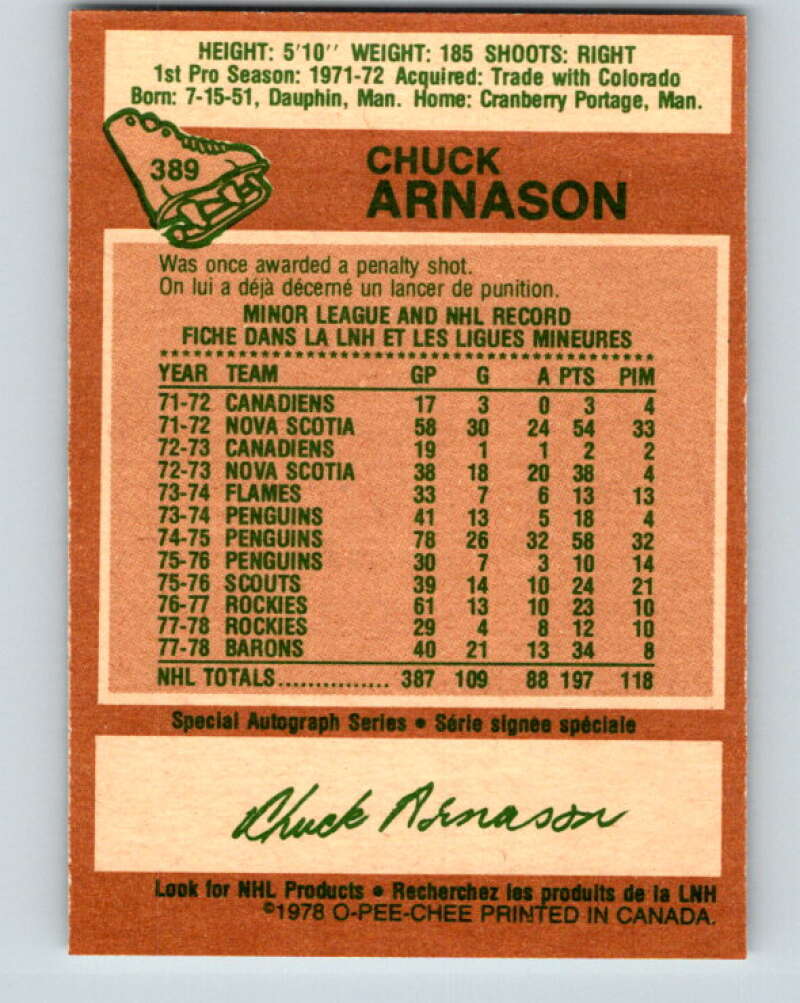 HEIGHT: 5'10'' WEIGHT: 185 SHOOTS: RIGHT
1st Pro Season: 1971-72 Acquired: Trade with Colorado
Born: 7-15-51, Dauphin, Man. Home: Cranberry Portage, Man.
389
CHUCK
ARNASON
Was once awarded a penalty shot.
On lui a déjà décerné un lancer de punition.
MINOR LEAGUE AND NHL RECORD
FICHE DANS LA LNH ET LES LIGUES MINEURES
YEAR TEAM GP G A PTS PIM
71-72 CANADIENS 17 3 0 3 4
71-72 NOVA SCOTIA 58 30 24 54 33
72-73 CANADIENS 19 1 1 2 2
72-73 NOVA SCOTIA 38 18 20 38 4
73-74 FLAMES 33 7 6 13 13
73-74 PENGUINS 41 13 5 18 4
74-75 PENGUINS 78 26 32 58 32
75-76 PENGUINS 30 7 3 10 14
75-76 SCOUTS 39 14 10 24 21
76-77 ROCKIES 61 13 10 23 10
77-78 ROCKIES 29 4 8 12 10
77-78 BARONS 40 21 13 34 8
NHL TOTALS............... 387 109 88 197 118
Special Autograph Series • Série signée spéciale
Chuck Arnason
Look for NHL Products • Recherchez les produits de la LNH
©1978 O-PEE-CHEE PRINTED IN CANADA.